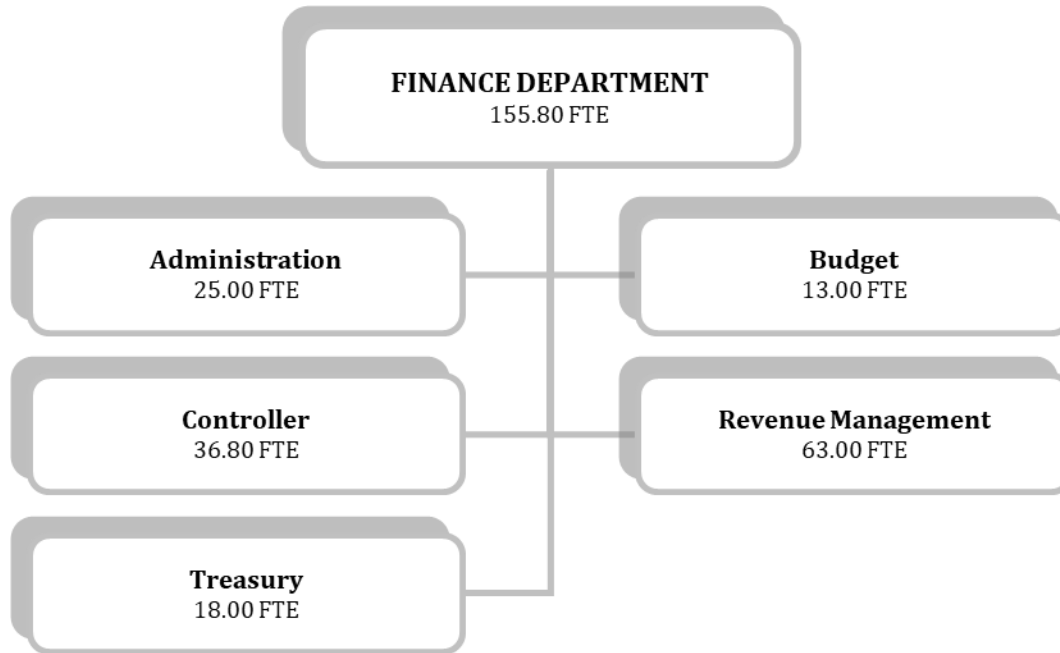 FINANCE DEPARTMENT
155.80 FTE
Administration
25.00 FTE
Budget
13.00 FTE
Controller
36.80 FTE
Revenue Management
63.00 FTE
Treasury
18.00 FTE